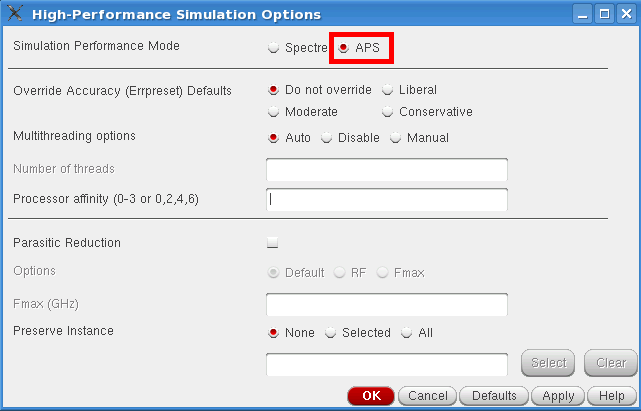 High-Performance Simulation Options
Simulation Performance Mode Spectre APS
Override Accuracy (Errpreset) Defaults Do not override Liberal
Moderate Conservative
Multithreading options Auto Disable Manual
Number of threads
Processor affinity (0-3 or 0,2,4,6)
Parasitic Reduction
Options Default RF Fmax
Fmax (GHz)
Preserve Instance None Selected All
Select Clear
OK Cancel Defaults Apply Help